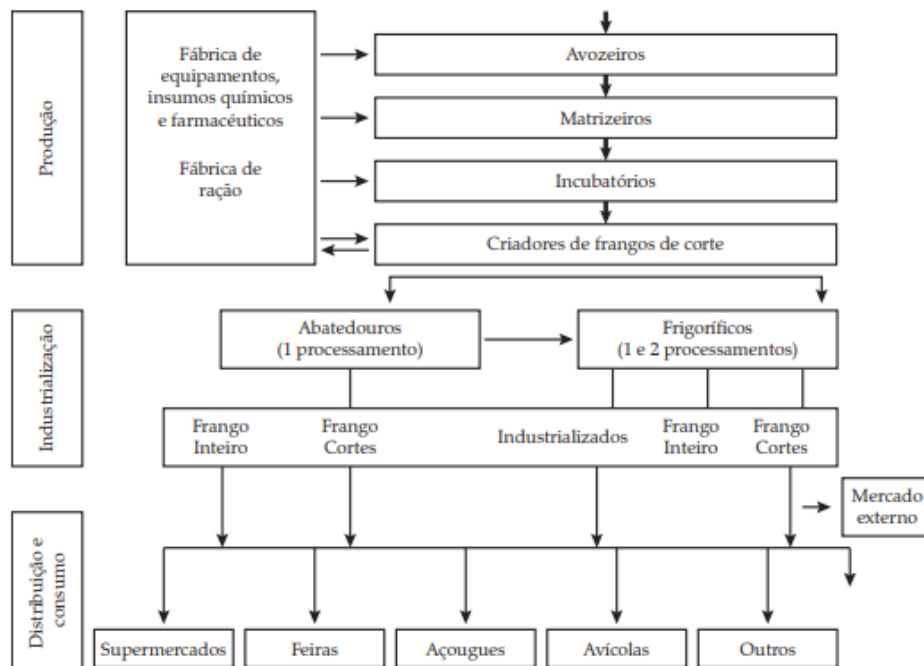 Produção
Fábrica de
equipamentos,
insumos químicos
e farmacéuticos
Fábrica de
ração
Avozeiros
Matrizeiros
Incubatórios
Criadores de frangos de corte
Industrialização
Abatedouros
(1 processamento)
Frigoríficos
(1 e 2 processamentos)
Frango
Inteiro
Frango
Cortes
Industrializados
Frango
Inteiro
Frango
Cortes
Mercado
externo
Distribuição e
consumo
Supermercados
Feiras
Açougues
Avícolas
Outros